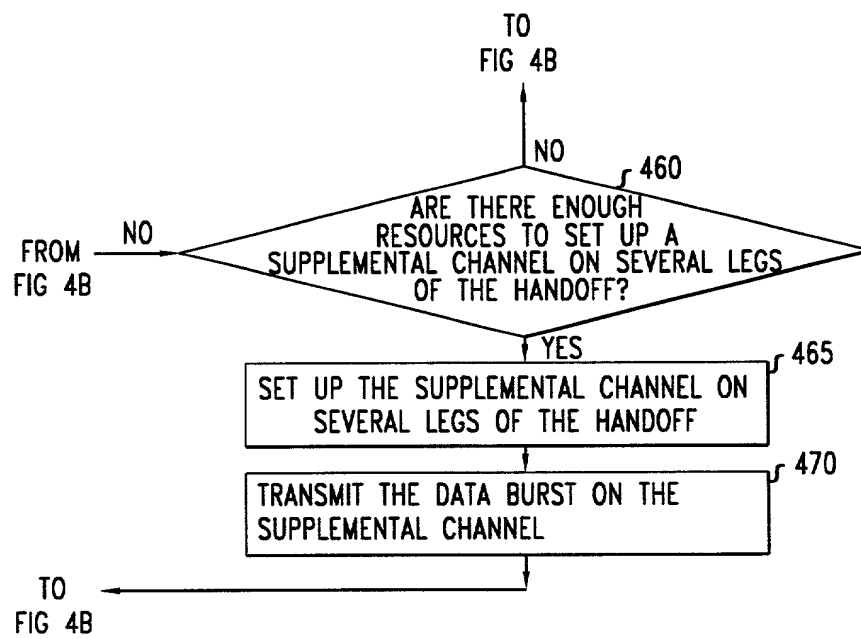 TO
FIG 4B
NO
460
ARE THERE ENOUGH
RESOURCES TO SET UP A
SUPPLEMENTAL CHANNEL ON SEVERAL LEGS
OF THE HANDOFF?
NO
FROM
FIG 4B
YES
465
SET UP THE SUPPLEMENTAL CHANNEL ON
SEVERAL LEGS OF THE HANDOFF
470
TRANSMIT THE DATA BURST ON THE
SUPPLEMENTAL CHANNEL
TO
FIG 4B